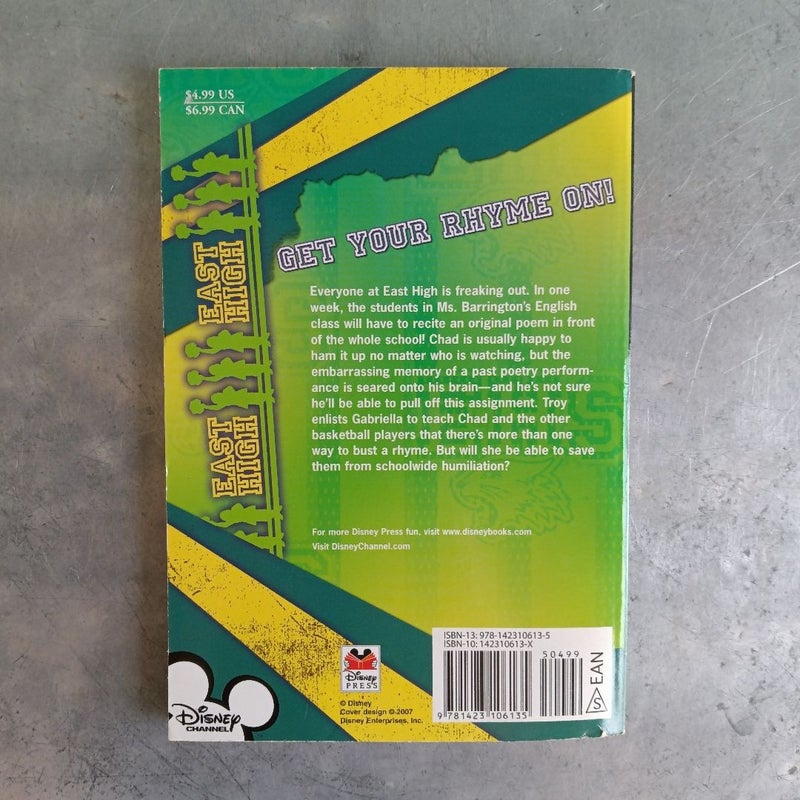 $4.99 US
$6.99 CAN
EAST
HIGH
EAST
HIGH
GET YOUR RHYME ON!
Everyone at East High is freaking out. In one
week, the students in Ms. Barrington's English
class will have to recite an original poem in front
of the whole school! Chad is usually happy to
ham it up no matter who is watching, but the
embarrassing memory of a past poetry perform-
ance is seared onto his brain—and he's not sure
he'll be able to pull off this assignment. Troy
enlists Gabriella to teach Chad and the other
basketball players that there's more than one
way to bust a rhyme. But will she be able to save
them from schoolwide humiliation?
For more Disney Press fun, visit www.disneybooks.com
Visit DisneyChannel.com
Disney
CHANNEL
Disney
PRESS
© Disney
Cover design © 2007
Disney Enterprises, Inc.
ISBN-13: 978-142310613-5
ISBN-10: 142310613-X
50499
EAN
S
9 781423 106135